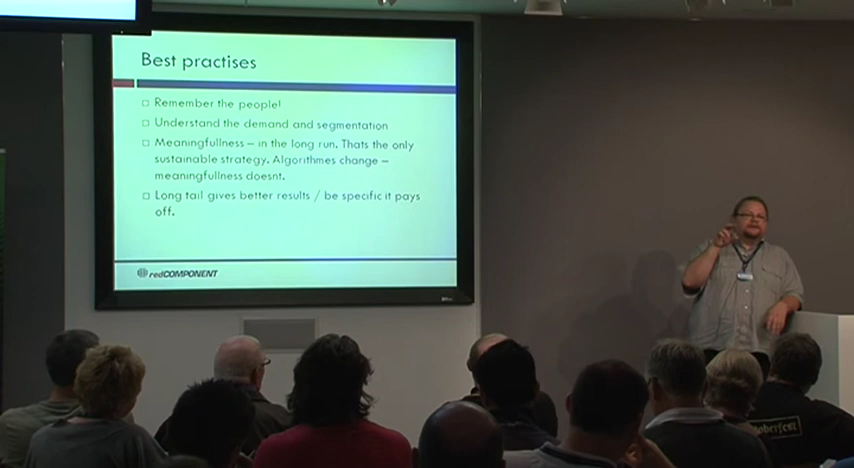 Best practises
Remember the people!
Understand the demand and segmentation
Meaningfullness – in the long run. Thats the only
sustainable strategy. Algorithmes change –
meaningfullness doesnt.
Long tail gives better results / be specific it pays
off.
redCOMPONENT
toberfest